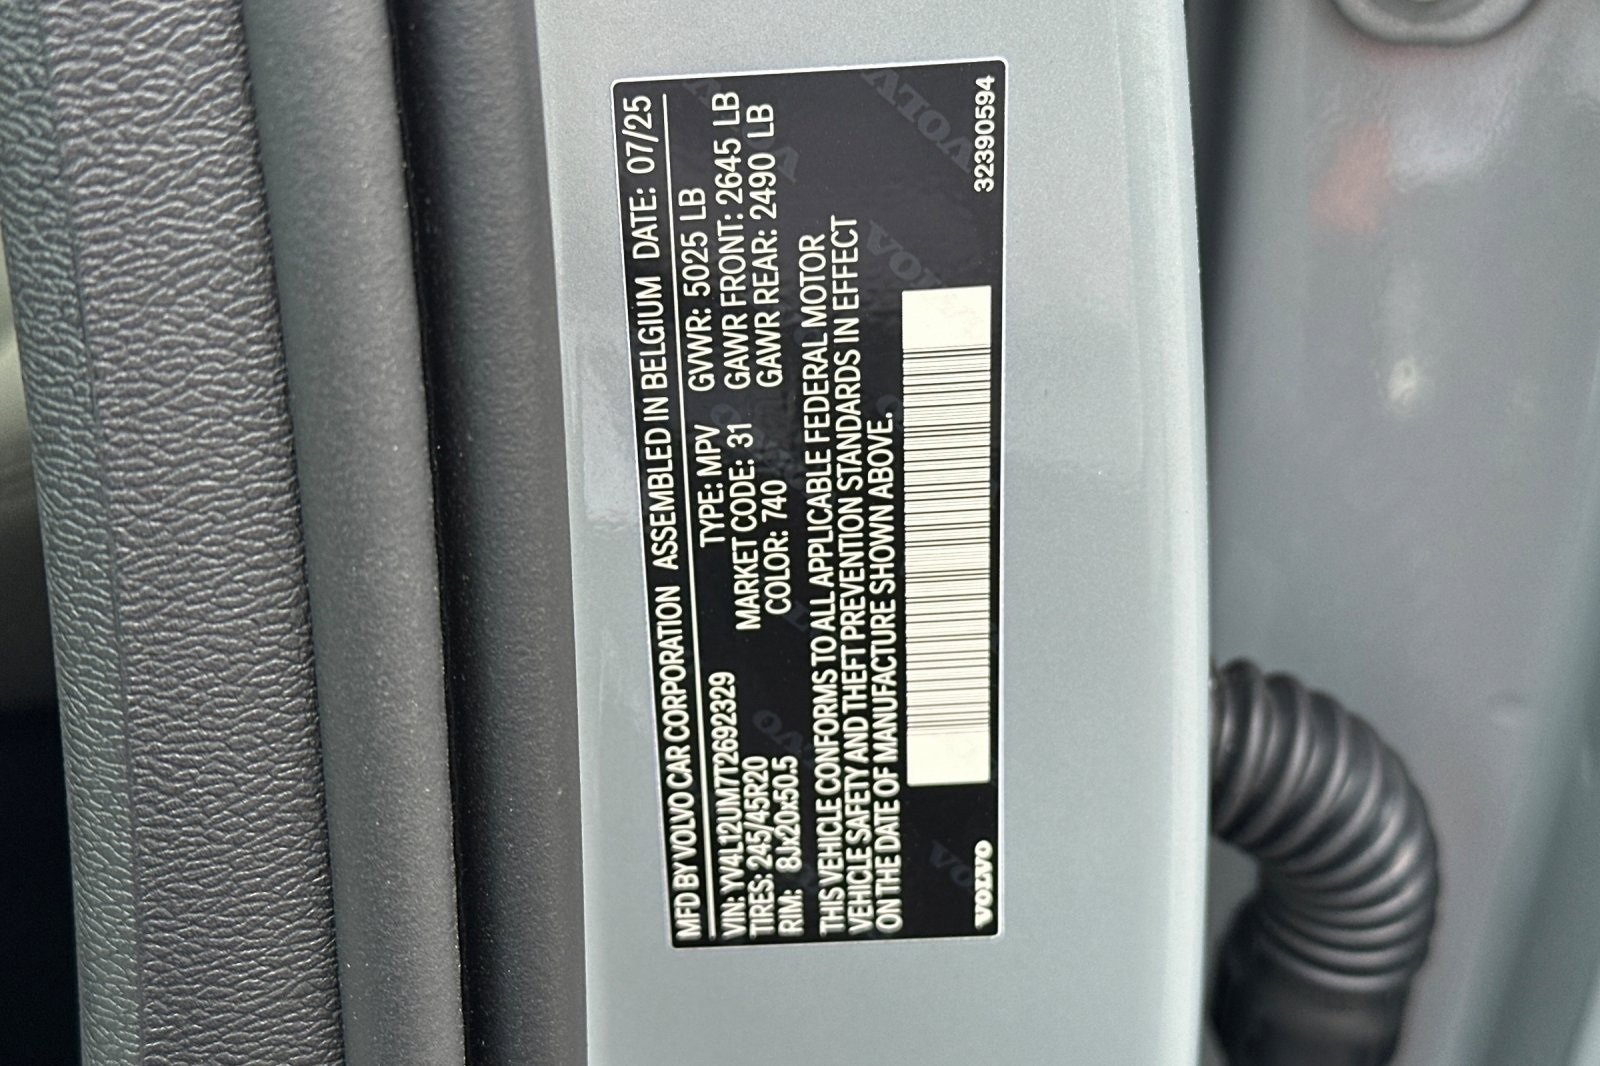 MFD BY VOLVO CAR CORPORATION ASSEMBLED IN BELGIUM DATE: 07/25
VIN: YV4L12UM7T2692329 TYPE: MPV GVWR: 5025 LB
TIRES: 245/45R20 MARKET CODE: 31 GAWR FRONT: 2645 LB
RIM: 8Jx20x50.5 COLOR: 740 GAWR REAR: 2490 LB
THIS VEHICLE CONFORMS TO ALL APPLICABLE FEDERAL MOTOR
VEHICLE SAFETY AND THEFT PREVENTION STANDARDS IN EFFECT
ON THE DATE OF MANUFACTURE SHOWN ABOVE.
VOLVO 32390594